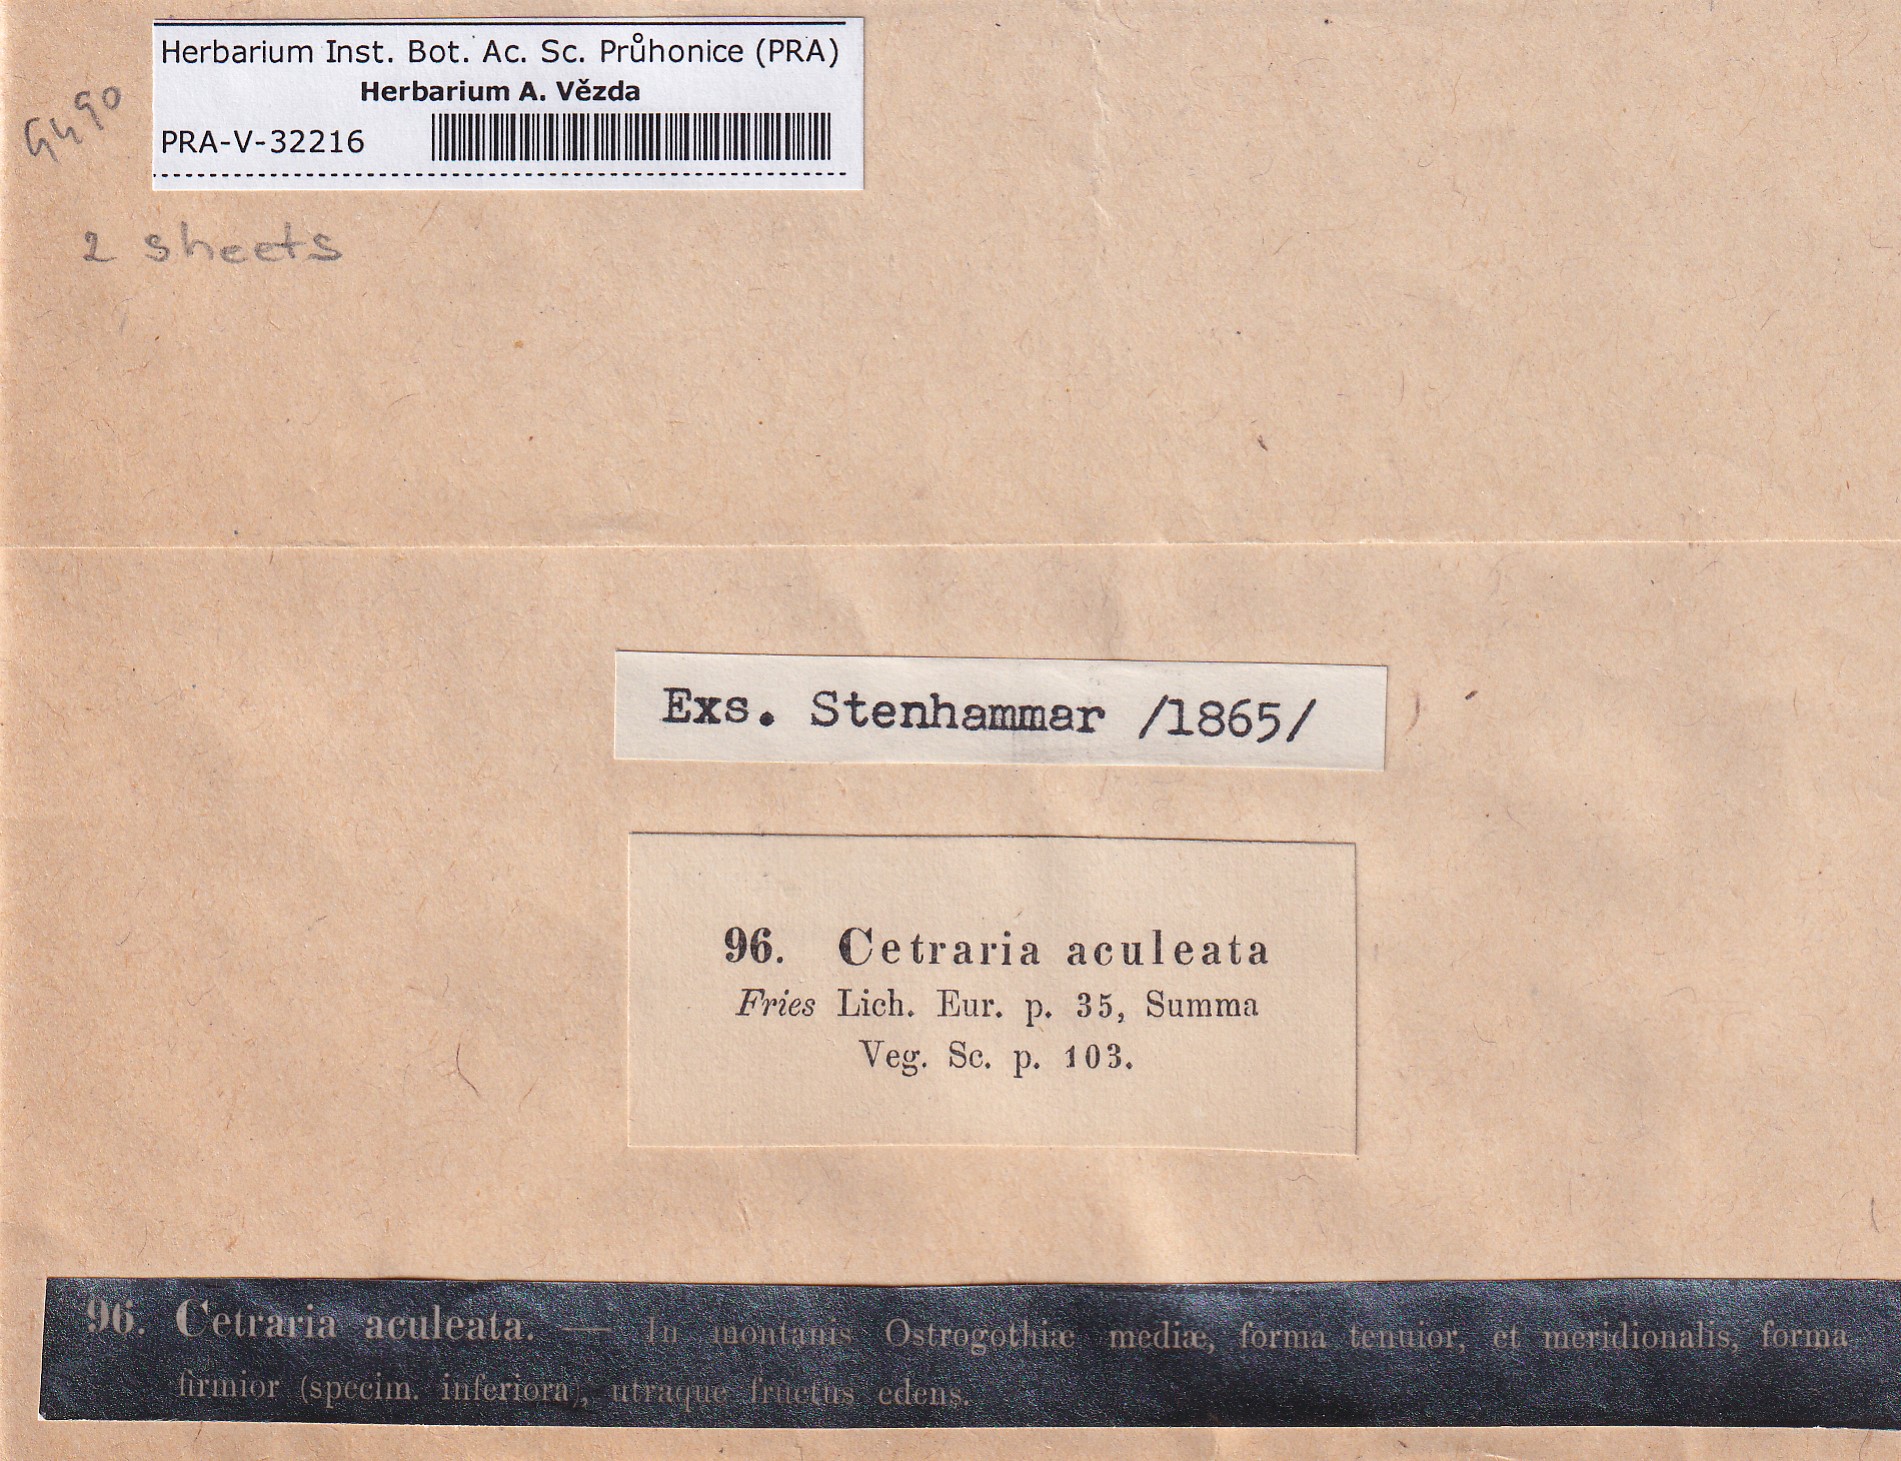 Herbarium Inst. Bot. Ac. Sc. Průhonice (PRA)
Herbarium A. Vězda
PRA-V-32216
2 sheets
Exs. Stenhammar /1865/
96. Cetraria aculeata
Fries Lich. Eur. p. 35, Summa
Veg. Sc. p. 103.
96. Cetraria aculeata. — In montanis Ostrogothiæ mediæ, forma tenuior, et meridionalis, forma
firmior (specim. inferiora), utraque fructus edens.